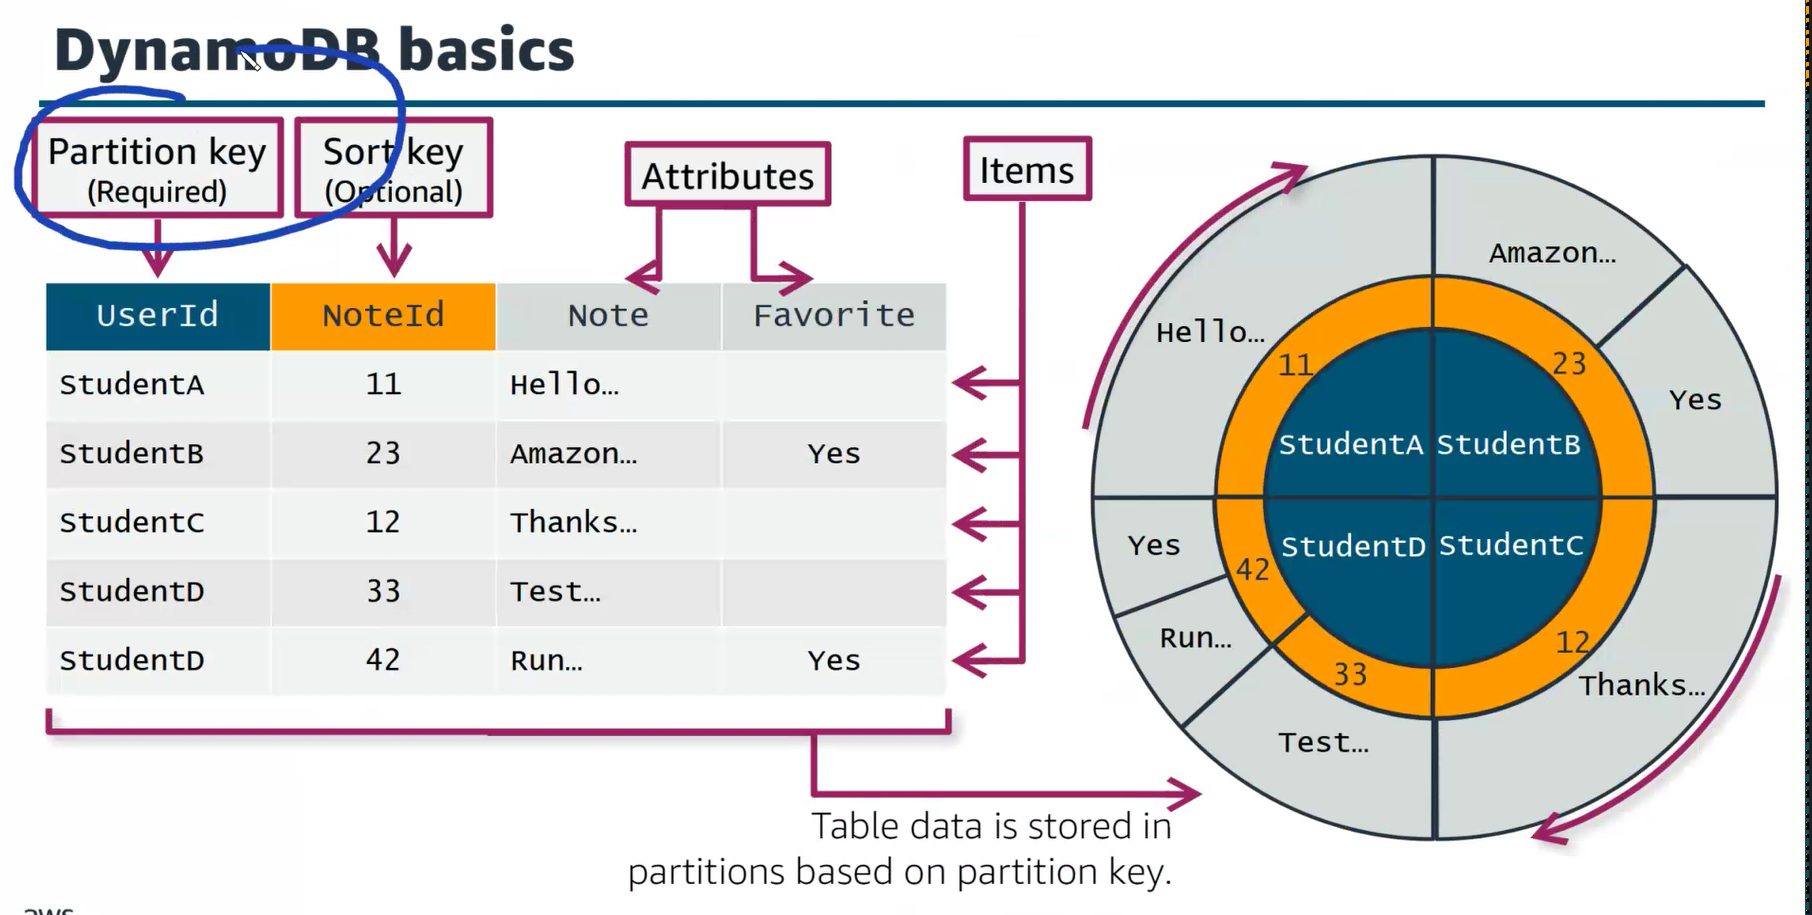 DynamoDB basics
Partition key
(Required)
Sort key
(Optional)
Attributes
Items
UserId NoteId Note Favorite
StudentA 11 Hello…
StudentB 23 Amazon… Yes
StudentC 12 Thanks…
StudentD 33 Test…
StudentD 42 Run… Yes
Amazon…
Hello…
11
23
Yes
StudentA StudentB
Yes
StudentD StudentC
42
Run…
12
33
Thanks…
Test…
Table data is stored in
partitions based on partition key.
aws